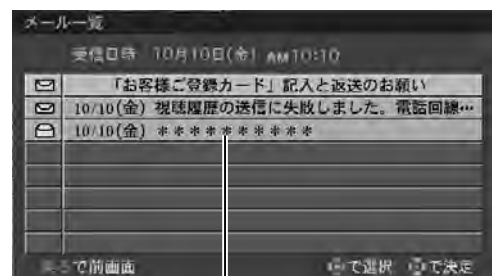 メール一覧
受信日時 10月10日(金) AM10:10
「お客様ご登録カード」記入と返送のお願い
10/10(金) 視聴履歴の送信に失敗しました。電話回線…
10/10(金) ＊＊＊＊＊＊＊＊＊＊
で前画面
で選択 で決定